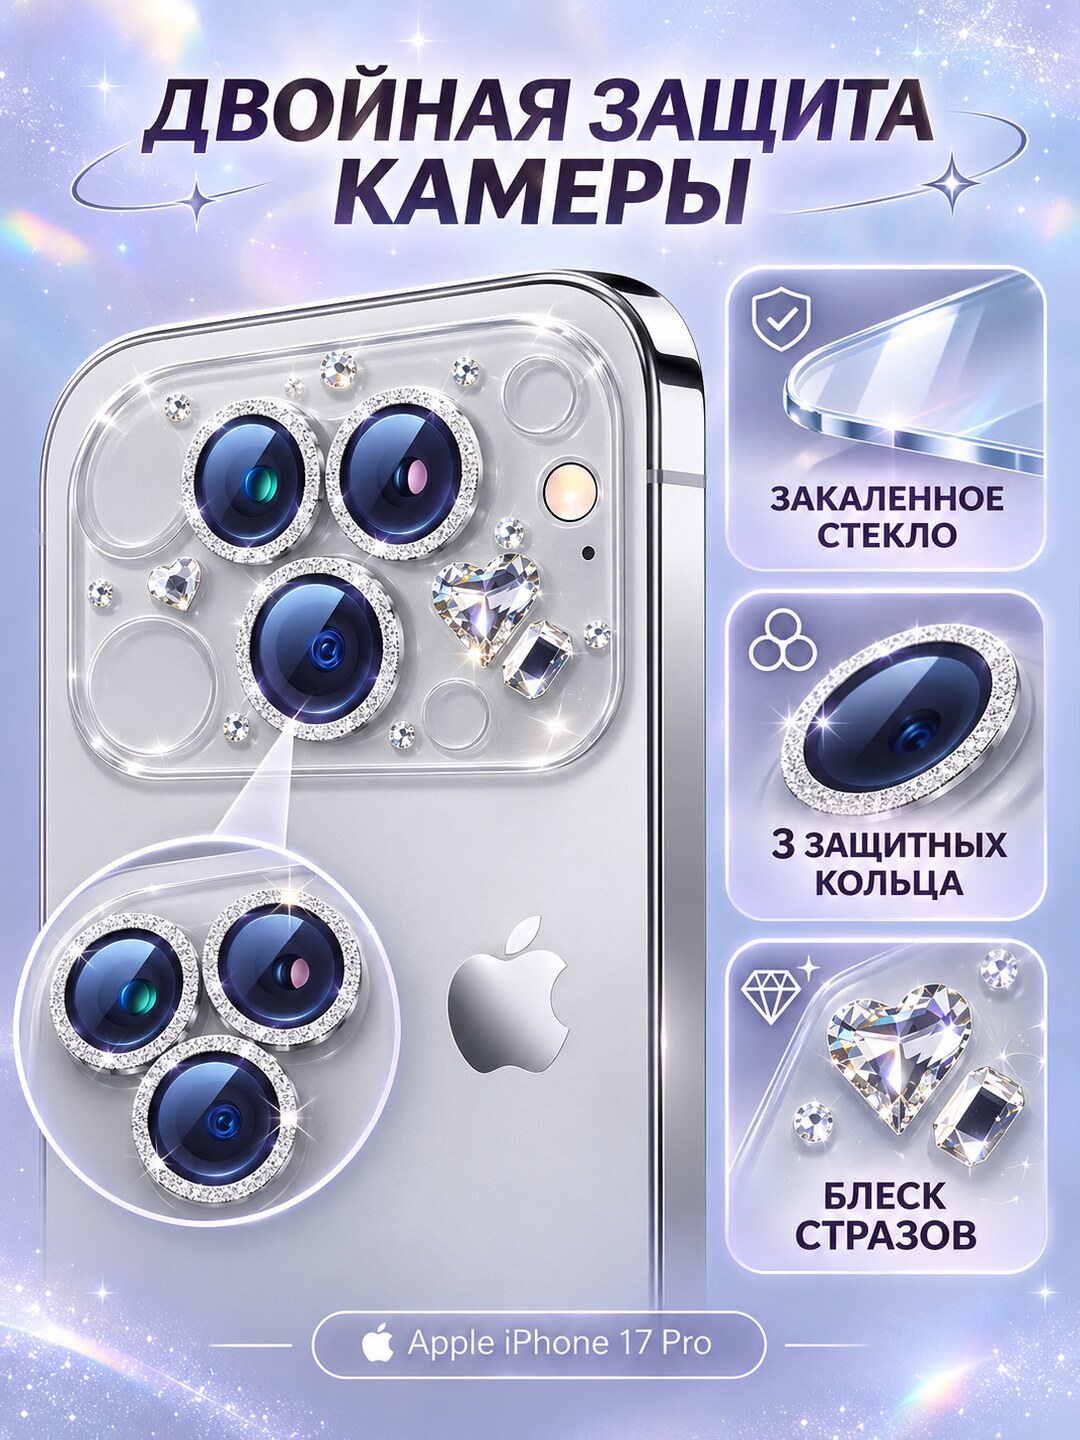 ДВОЙНАЯ ЗАЩИТА
КАМЕРЫ
ЗАКАЛЕННОЕ
СТЕКЛО
3 ЗАЩИТНЫХ
КОЛЬЦА
БЛЕСК
СТРАЗОВ
Apple iPhone 17 Pro